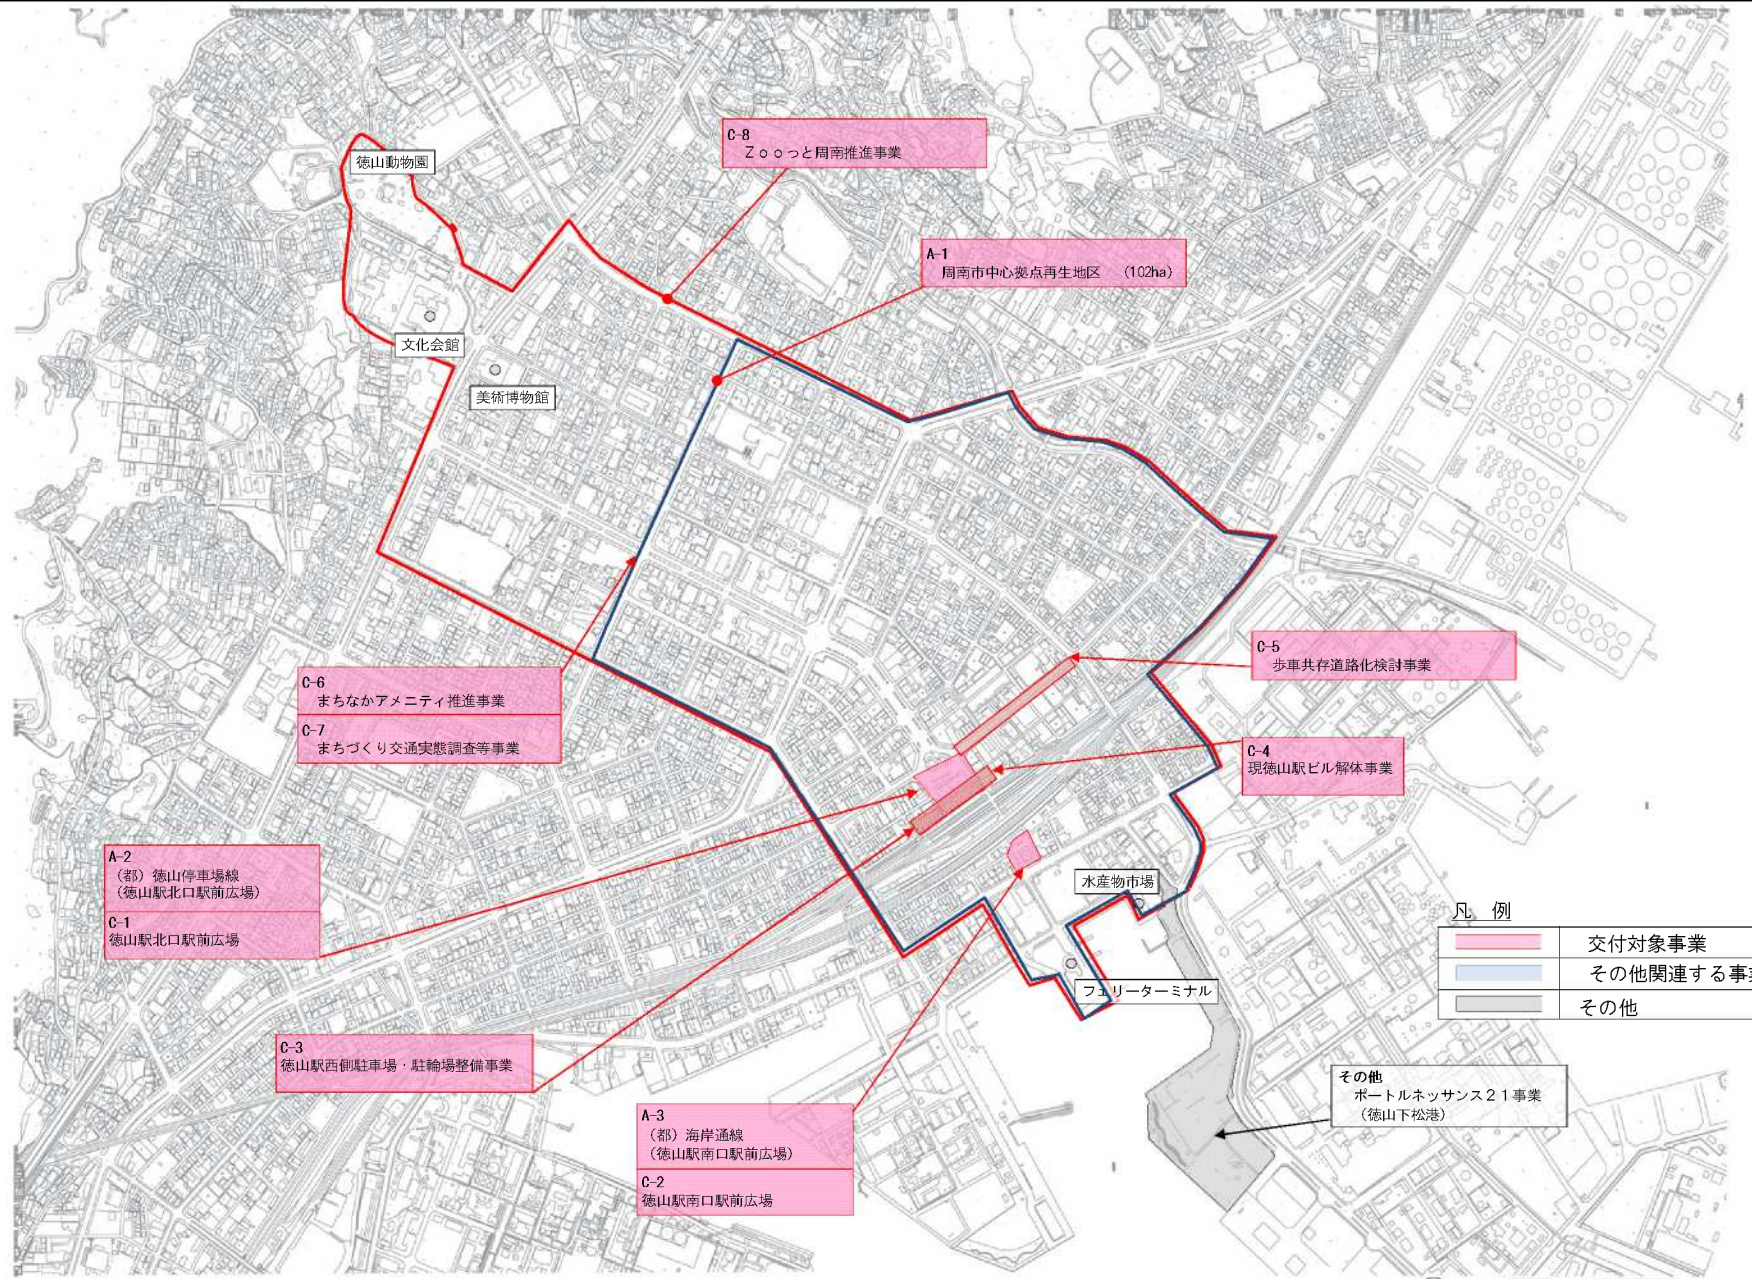 C-8
Ｚｏｏっと周南推進事業
徳山動物園
A-1
周南市中心拠点再生地区　（102ha）
文化会館
美術博物館
C-5
歩車共存道路化検討事業
C-6
まちなかアメニティ推進事業
C-7
まちづくり交通実態調査等事業
C-4
現徳山駅ビル解体事業
A-2
（都）徳山停車場線
（徳山駅北口駅前広場）
C-1
徳山駅北口駅前広場
水産物市場
フェリーターミナル
凡　例
交付対象事業
その他関連する事業
その他
C-3
徳山駅西側駐車場・駐輪場整備事業
その他
ポートルネッサンス２１事業
（徳山下松港）
A-3
（都）海岸通線
（徳山駅南口駅前広場）
C-2
徳山駅南口駅前広場